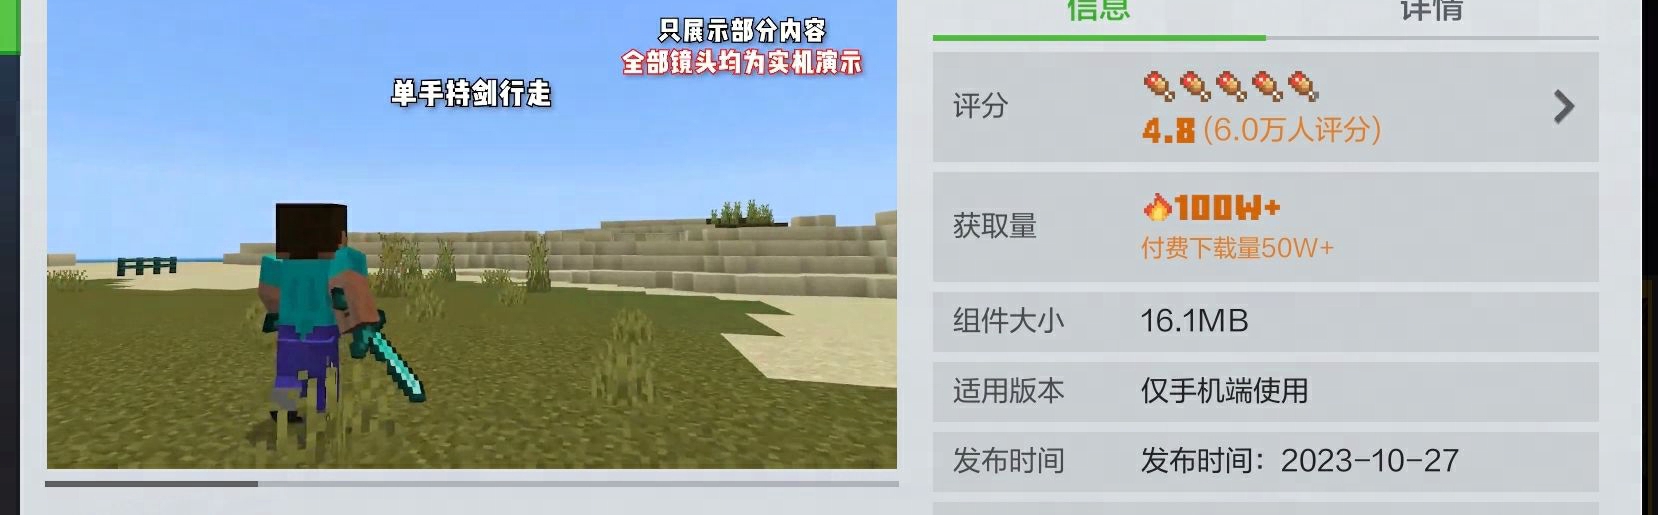 只展示部分内容
全部镜头均为实机演示
单手持剑行走
信息
详情
评分
4.8 (6.0万人评分)
获取量
100W+
付费下载量50W+
组件大小
16.1MB
适用版本
仅手机端使用
发布时间
发布时间：2023-10-27